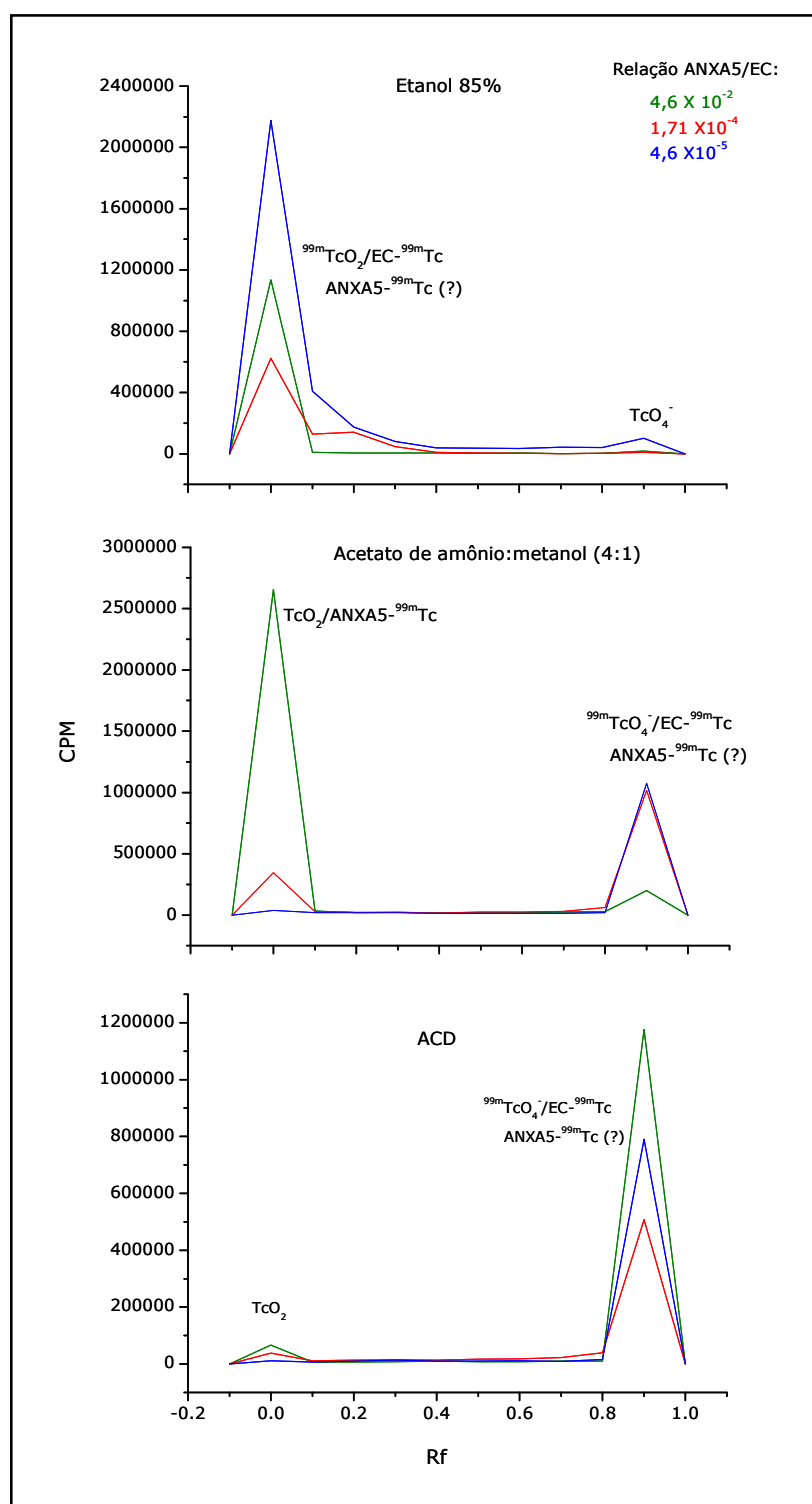 Etanol 85%
Relação ANXA5/EC:
4,6 X 10⁻²
1,71 X10⁻⁴
4,6 X10⁻⁵
2400000
2000000
1600000
1200000
800000
400000
0
⁹⁹ᵐTcO₂/EC-⁹⁹ᵐTc
ANXA5-⁹⁹ᵐTc (?)
TcO₄⁻
Acetato de amônio:metanol (4:1)
3000000
2500000
2000000
1500000
1000000
500000
0
TcO₂/ANXA5-⁹⁹ᵐTc
⁹⁹ᵐTcO₄⁻/EC-⁹⁹ᵐTc
ANXA5-⁹⁹ᵐTc (?)
CPM
ACD
1200000
1000000
800000
600000
400000
200000
0
⁹⁹ᵐTcO₄⁻/EC-⁹⁹ᵐTc
ANXA5-⁹⁹ᵐTc (?)
TcO₂
-0.2 0.0 0.2 0.4 0.6 0.8 1.0
Rf